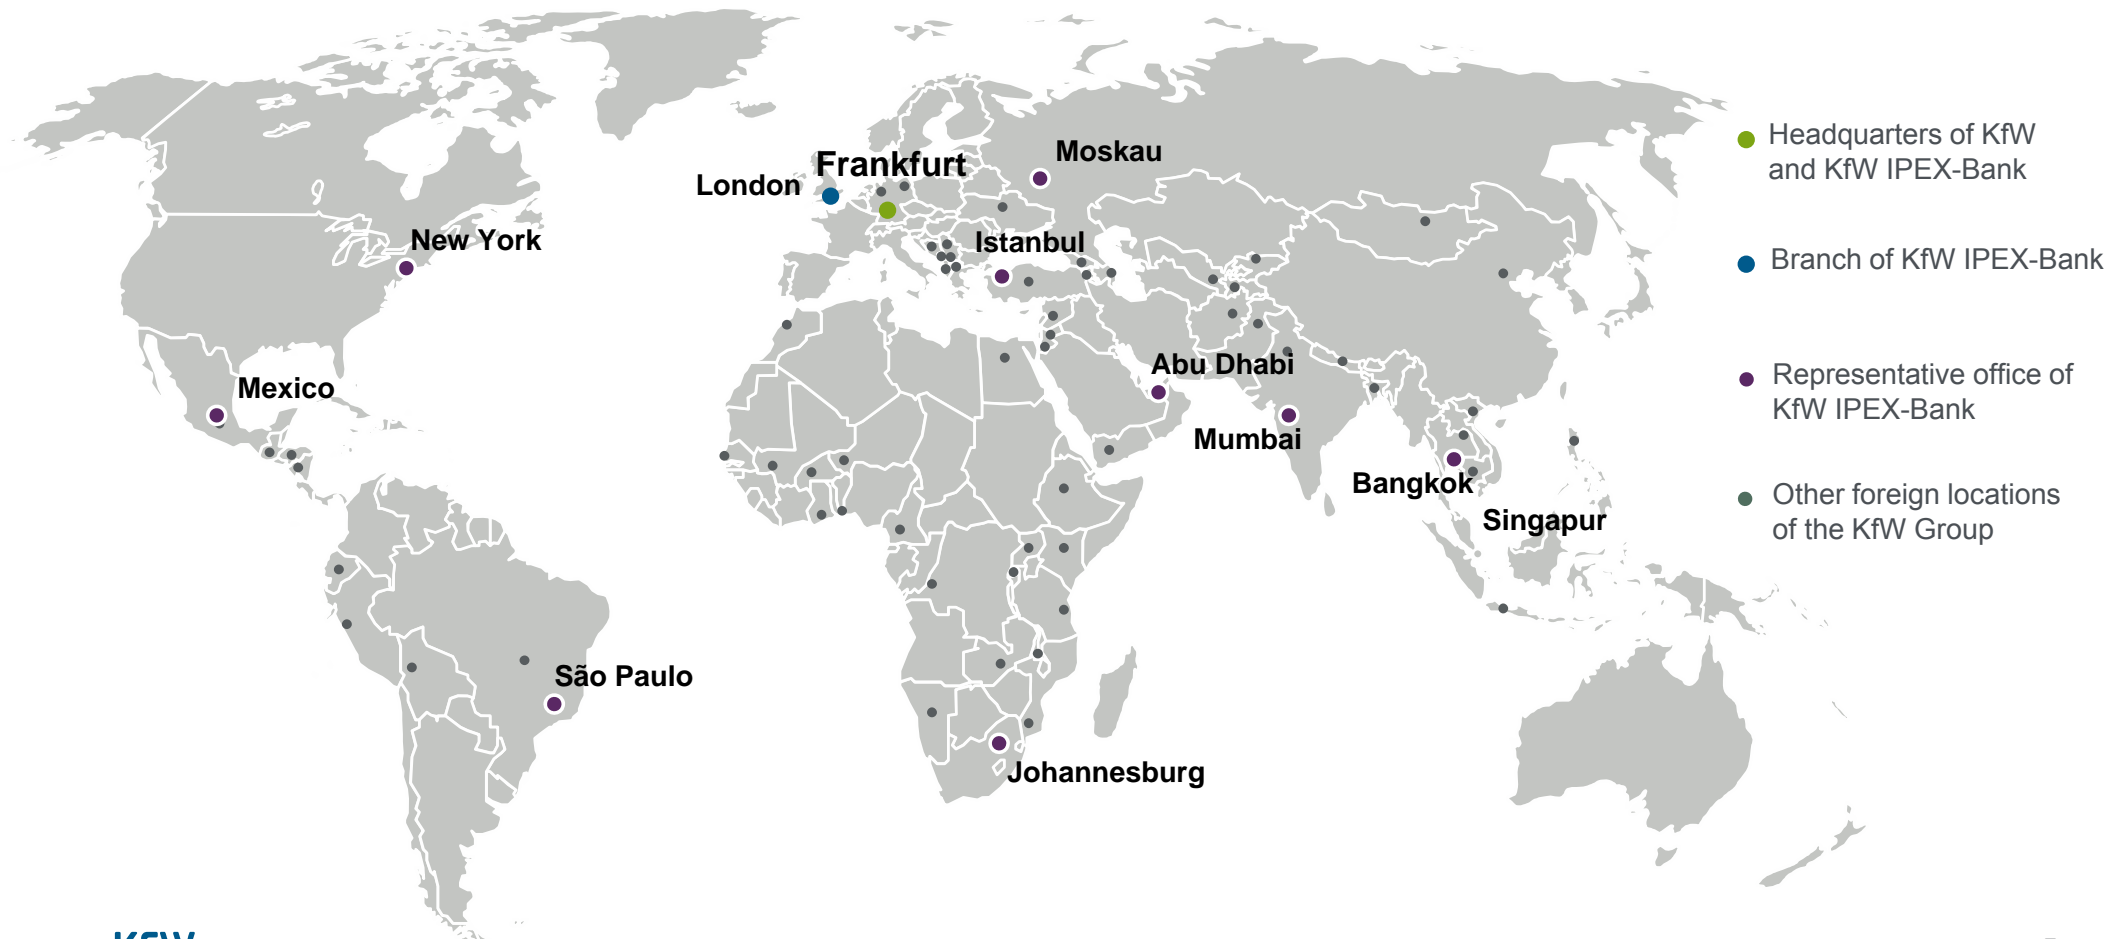 Frankfurt
Moskau
London
New York
Istanbul
Mexico
Abu Dhabi
Mumbai
Bangkok
Singapur
São Paulo
Johannesburg
Headquarters of KfW
and KfW IPEX-Bank
Branch of KfW IPEX-Bank
Representative office of
KfW IPEX-Bank
Other foreign locations
of the KfW Group
KfW